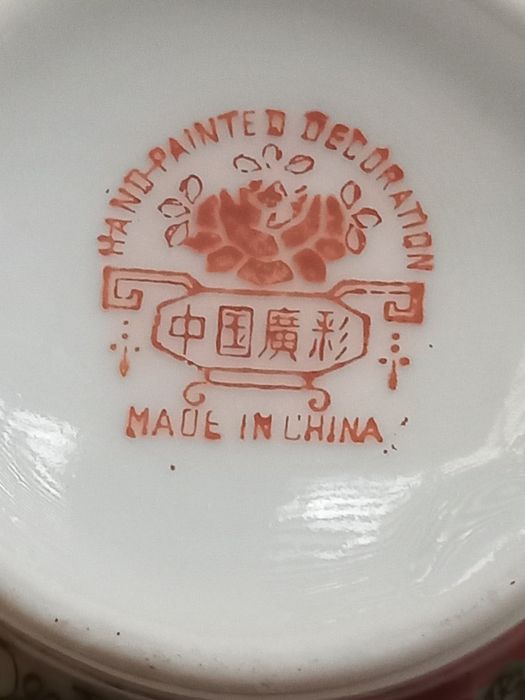 HAND-PAINTED DECORATION
中国廣彩
MADE IN CHINA